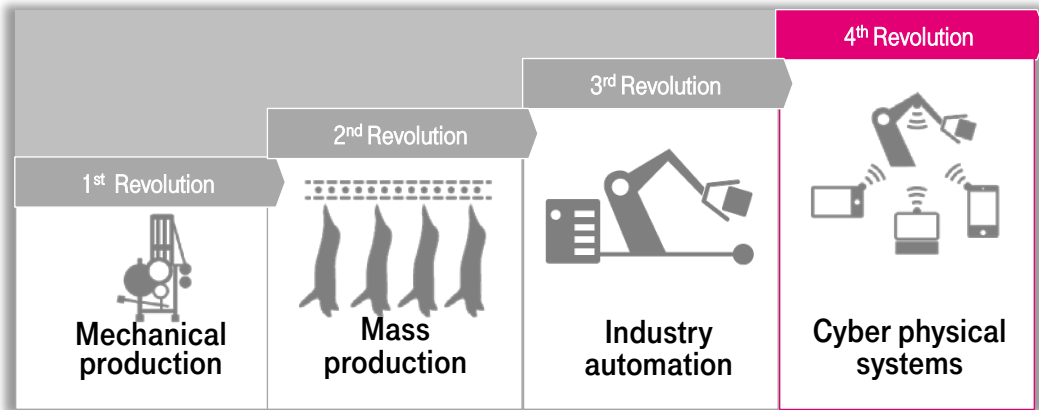 1st Revolution
Mechanical
production
2nd Revolution
Mass
production
3rd Revolution
Industry
automation
4th Revolution
Cyber physical
systems